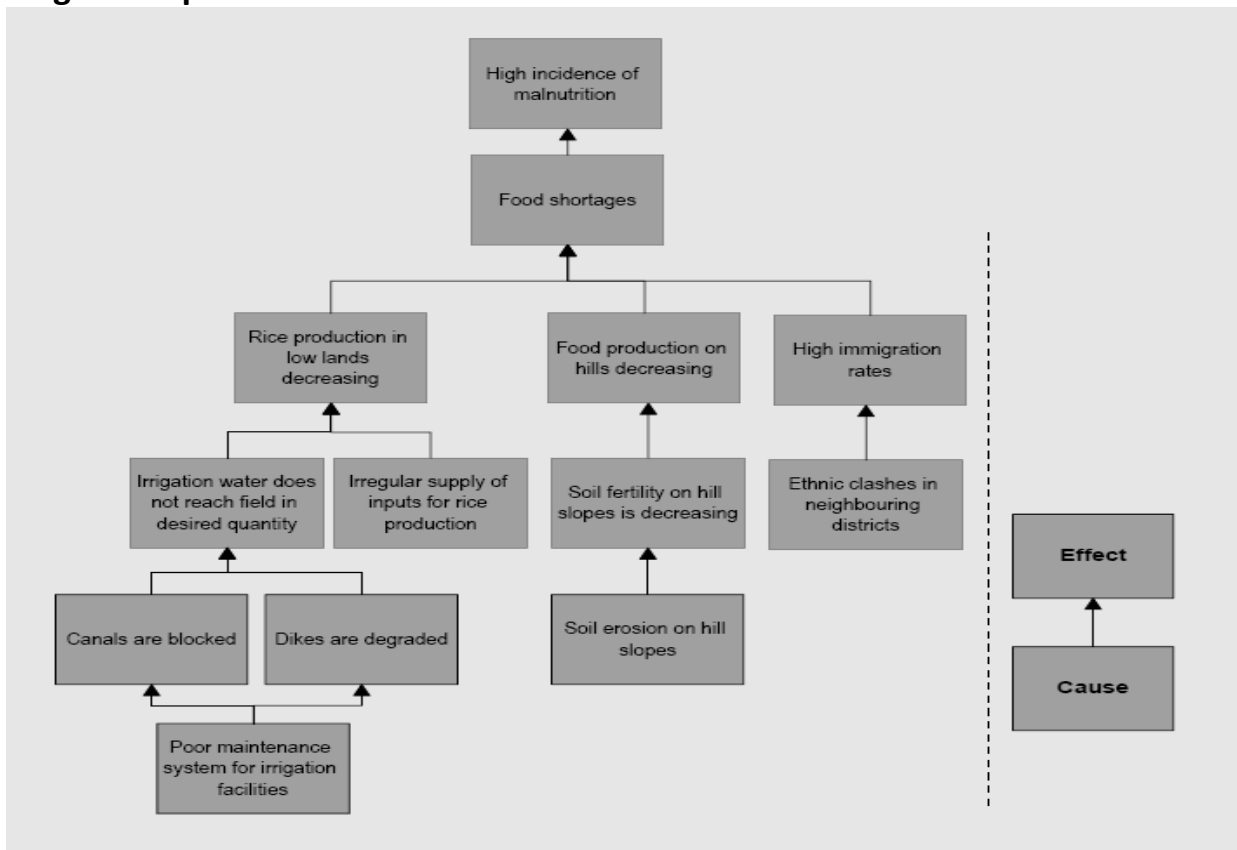 High incidence of
malnutrition
Food shortages
Rice production in
low lands
decreasing
Food production on
hills decreasing
High immigration
rates
Irrigation water does
not reach field in
desired quantity
Irregular supply of
inputs for rice
production
Soil fertility on hill
slopes is decreasing
Ethnic clashes in
neighbouring
districts
Effect
Canals are blocked
Dikes are degraded
Soil erosion on hill
slopes
Cause
Poor maintenance
system for irrigation
facilities